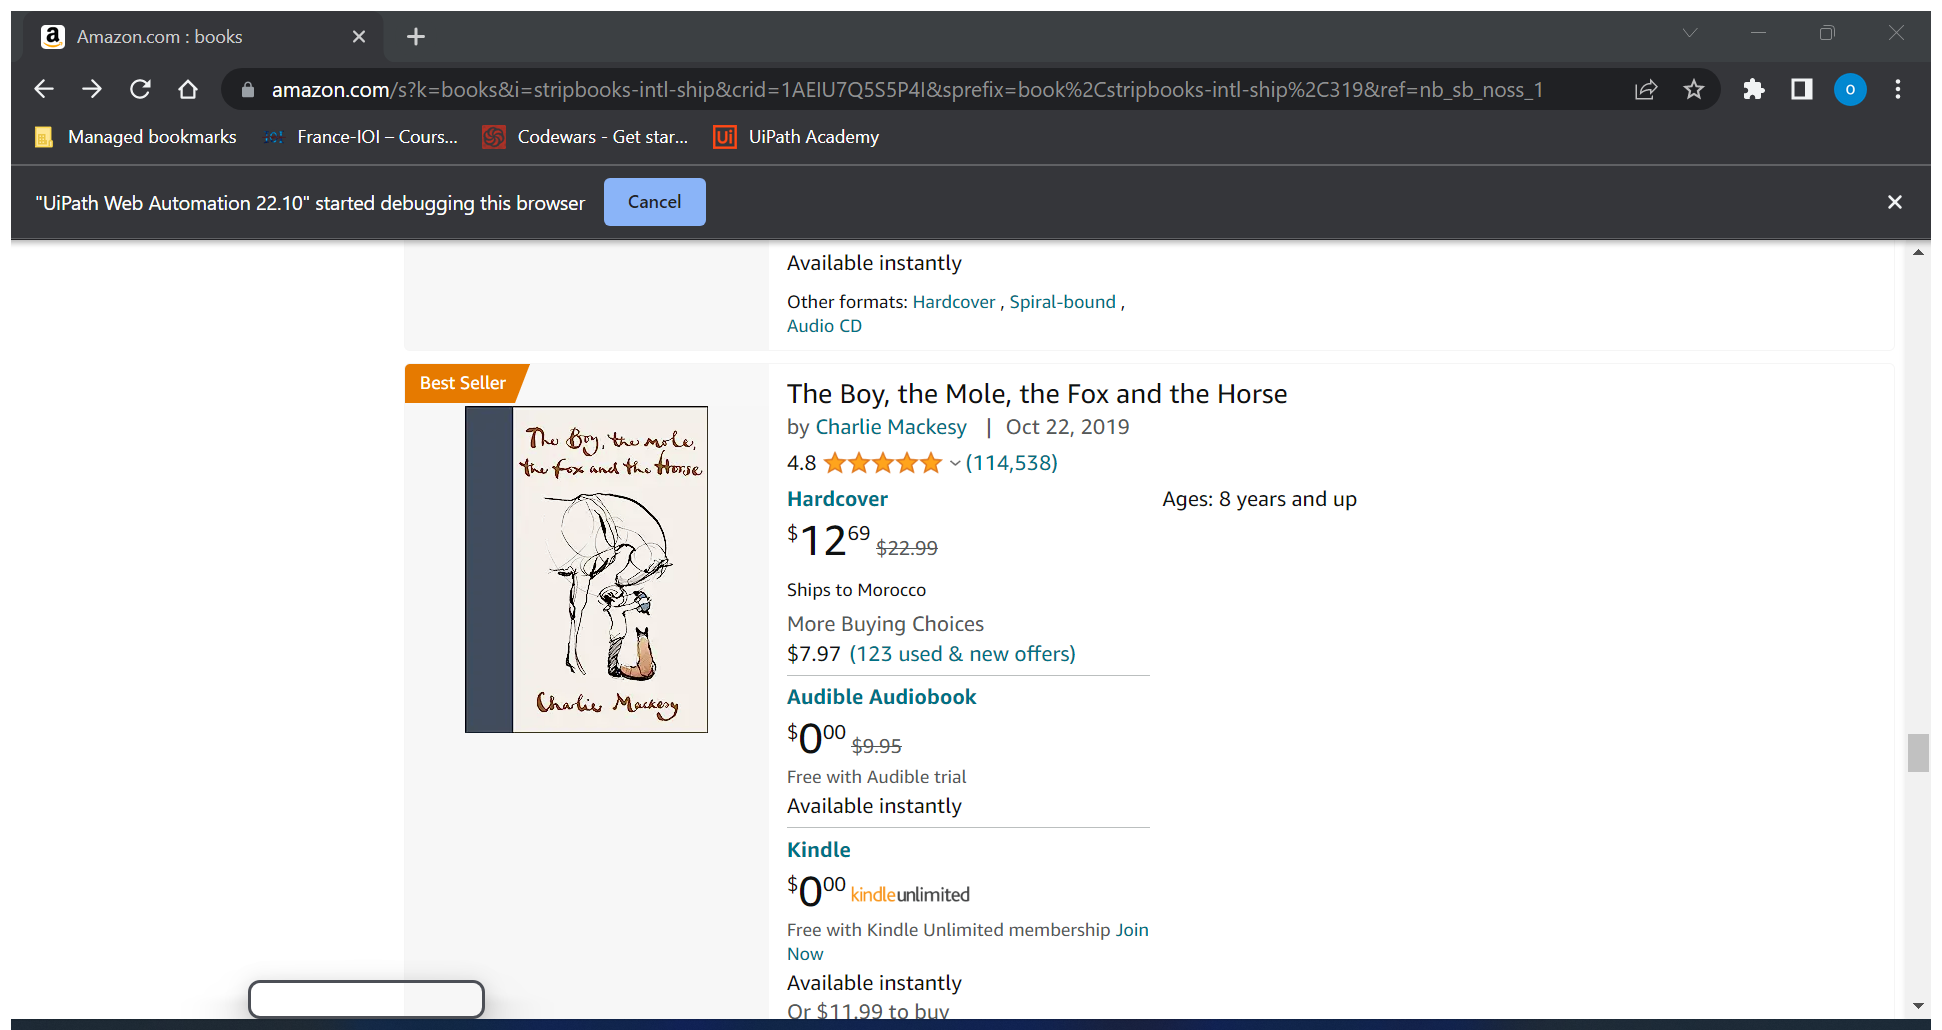 Amazon.com : books
amazon.com/s?k=books&i=stripbooks-intl-ship&crid=1AEIU7Q5S5P4I&sprefix=book%2Cstripbooks-intl-ship%2C319&ref=nb_sb_noss_1
O
Managed bookmarks France-IOI – Cours... Codewars - Get star... Ui UiPath Academy
"UiPath Web Automation 22.10" started debugging this browser Cancel
Available instantly
Other formats: Hardcover , Spiral-bound ,
Audio CD
Best Seller
The Boy, the mole,
the fox and the Horse
Charlie Mackesy
The Boy, the Mole, the Fox and the Horse
by Charlie Mackesy | Oct 22, 2019
4.8 (114,538)
Hardcover Ages: 8 years and up
$12 69 $22.99
Ships to Morocco
More Buying Choices
$7.97 (123 used & new offers)
Audible Audiobook
$0 00 $9.95
Free with Audible trial
Available instantly
Kindle
$0 00 kindleunlimited
Free with Kindle Unlimited membership Join
Now
Available instantly
Or $11.99 to buy